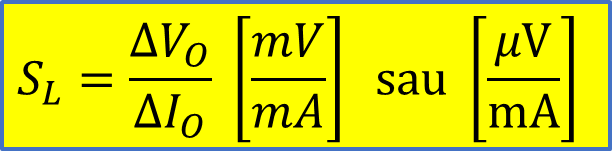 S_L = ΔV_O / ΔI_O [mV / mA] sau [μV / mA]